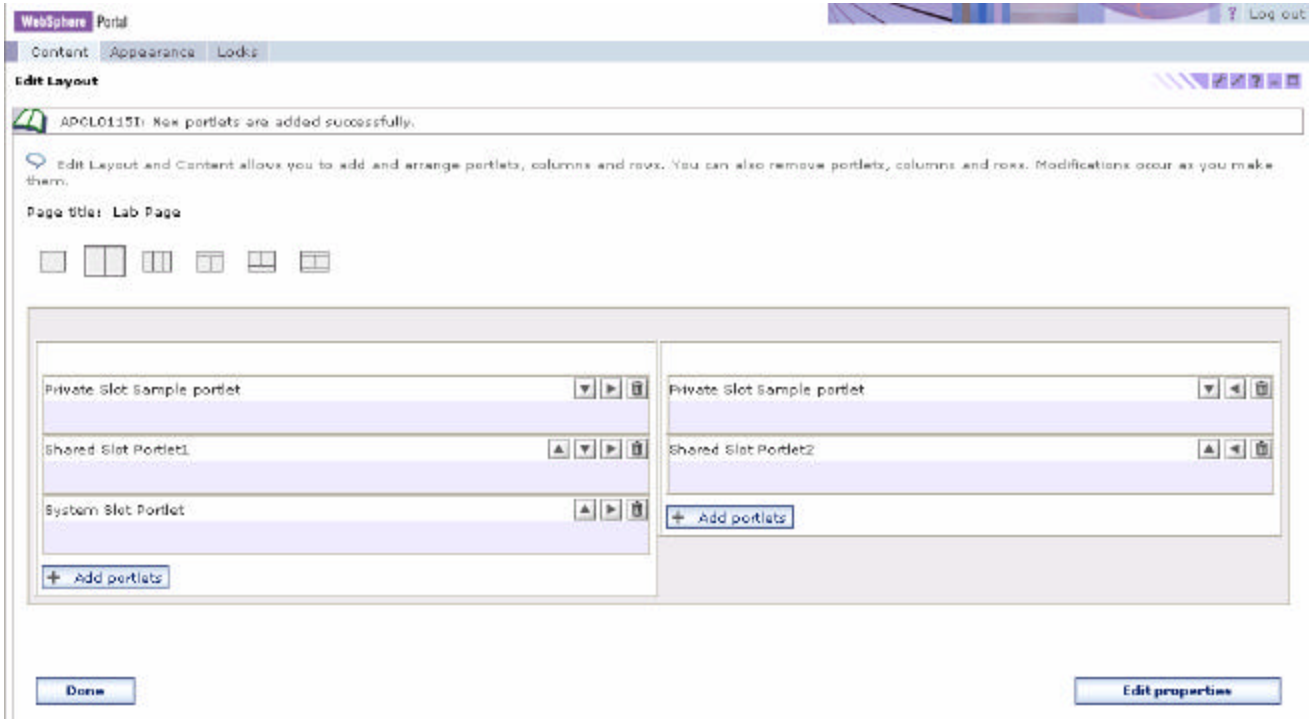 WebSphere Portal
? Log out
Content Appearance Locks
Edit Layout
APCL0115I: New portlets are added successfully.
Edit Layout and Content allows you to add and arrange portlets, columns and rows. You can also remove portlets, columns and rows. Modifications occur as you make
them.
Page title: Lab Page
Private Slot Sample portlet
Shared Slot Portlet1
System Slot Portlet
+ Add portlets
Private Slot Sample portlet
Shared Slot Portlet2
+ Add portlets
Done
Edit properties